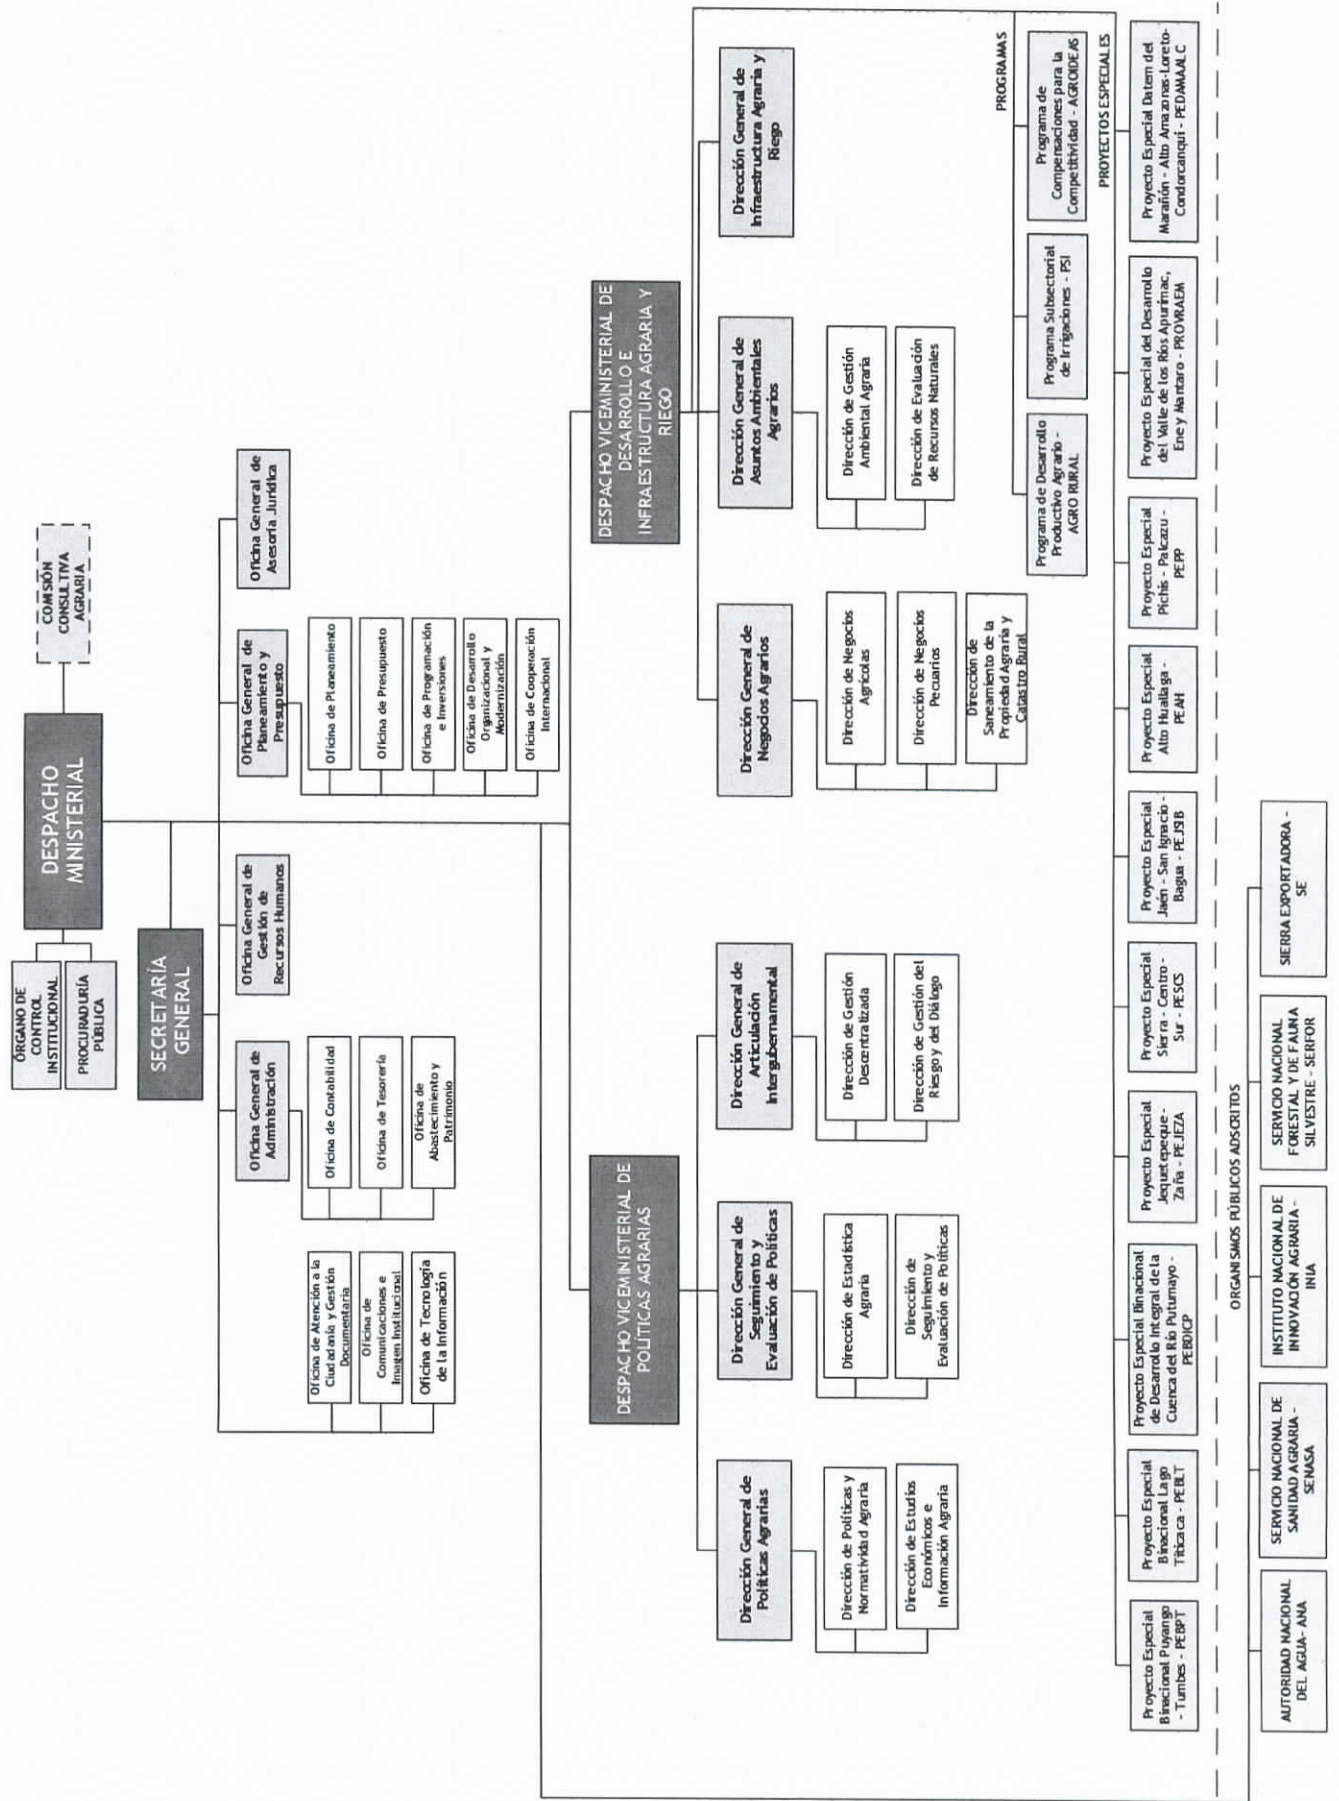 COMISIÓN
CONSULTIVA
AGRARIA
DESPACHO
MINISTERIAL
ÓRGANO DE
CONTROL
INSTITUCIONAL
PROCURADURÍA
PÚBLICA
SECRETARÍA
GENERAL
Oficina General de
Administración
Oficina General de
Gestión de
Recursos Humanos
Oficina General de
Planeamiento y
Presupuesto
Oficina General de
Asesoría Jurídica
Oficina de Atención a la
Ciudadanía y Gestión
Documentaria
Oficina de
Comunicaciones e
Imagen Institucional
Oficina de Tecnología
de la Información
Oficina de Contabilidad
Oficina de Tesorería
Oficina de
Abastecimiento y
Patrimonio
Oficina de Planeamiento
Oficina de Presupuesto
Oficina de Programación
e Inversiones
Oficina de Desarrollo
Organizacional y
Modernización
Oficina de Cooperación
Internacional
DESPACHO VICEMINISTERIAL DE
POLÍTICAS AGRARIAS
DESPACHO VICEMINISTERIAL DE
DESARROLLO E
INFRAESTRUCTURA AGRARIA Y
RIEGO
Dirección General de
Políticas Agrarias
Dirección de Políticas y
Normatividad Agraria
Dirección de Estudios
Económicos e
Información Agraria
Dirección General de
Seguimiento y
Evaluación de Políticas
Dirección de Estadística
Agraria
Dirección de
Seguimiento y
Evaluación de Políticas
Dirección General de
Articulación
Intergubernamental
Dirección de Gestión
Descentratizada
Dirección de Gestión del
Riesgo y del Diálogo
Dirección General de
Negocios Agrarios
Dirección de Negocios
Agrícolas
Dirección de Negocios
Pecuarios
Dirección de
Saneamiento de la
Propiedad Agraria y
Catastro Rural
Dirección General de
Asuntos Ambientales
Agrarios
Dirección de Gestión
Ambiental Agraria
Dirección de Evaluación
de Recursos Naturales
Dirección General de
Infraestructura Agraria y
Riego
PROGRAMAS
Programa de Desarrollo
Productivo Agrario -
AGRO RURAL
Programa Subsectorial
de Irrigaciones - PSI
Programa de
Compensaciones para la
Competitividad - AGROIDEAS
PROYECTOS ESPECIALES
Proyecto Especial
Binacional Puyango
- Tumbes - PEBPT
Proyecto Especial
Binacional Lago
Titicaca - PEBLT
Proyecto Especial Binacional
de Desarrollo Integral de la
Cuenca del Río Putumayo -
PEBDICP
Proyecto Especial
Jequetepeque -
Zaña - PEJEZA
Proyecto Especial
Sierra - Centro -
Sur - PESCS
Proyecto Especial
Jaén - San Ignacio -
Bagua - PEJSIB
Proyecto Especial
Alto Huallaga -
PEAH
Proyecto Especial
Pichis - Palcazu -
PEPP
Proyecto Especial del Desarrollo
del Valle de los Ríos Apurímac,
Ene y Mantaro - PROVRAEM
Proyecto Especial Datem del
Marañón - Alto Amazonas-Loreto-
Condorcanqui - PEDAMAALC
ORGANISMOS PÚBLICOS ADSCRITOS
AUTORIDAD NACIONAL
DEL AGUA- ANA
SERVICIO NACIONAL DE
SANIDAD AGRARIA -
SENASA
INSTITUTO NACIONAL DE
INNOVACIÓN AGRARIA -
INIA
SERVICIO NACIONAL
FORESTAL Y DE FAUNA
SILVESTRE - SERFOR
SIERRA EXPORTADORA -
SE